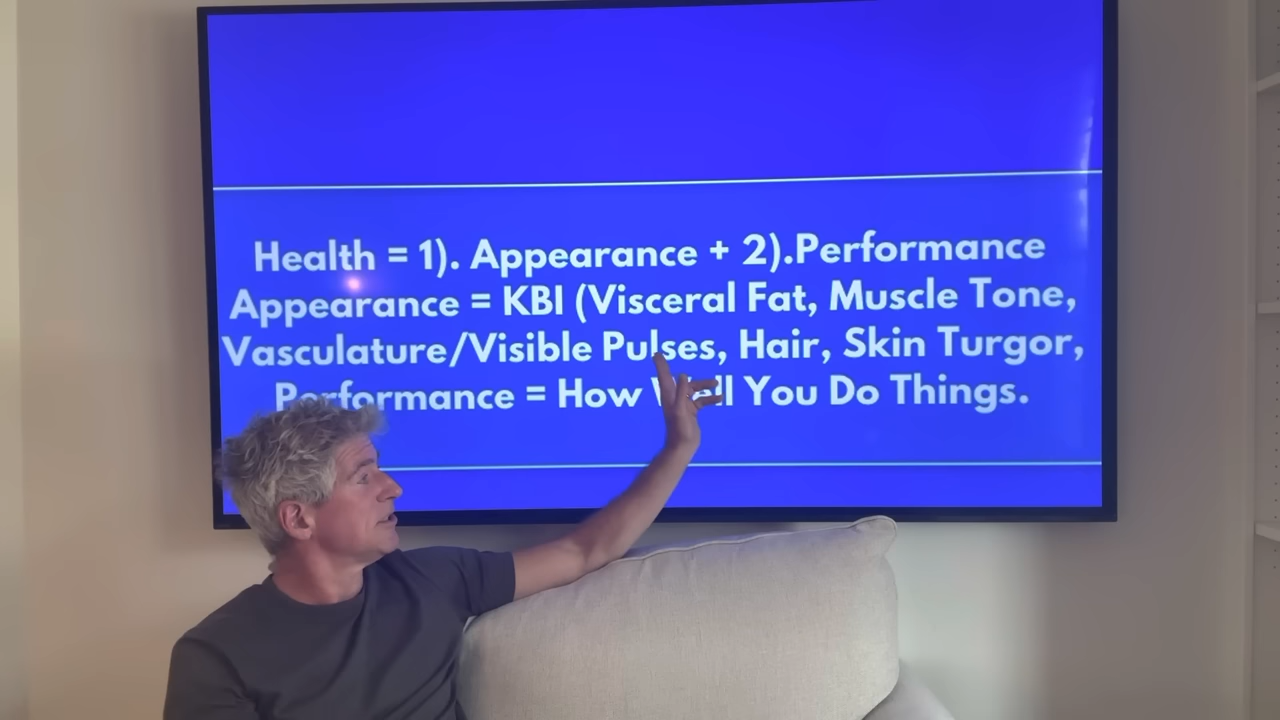 Health = 1). Appearance + 2).Performance
Appearance = KBI (Visceral Fat, Muscle Tone,
Vasculature/Visible Pulses, Hair, Skin Turgor,
Performance = How Well You Do Things.